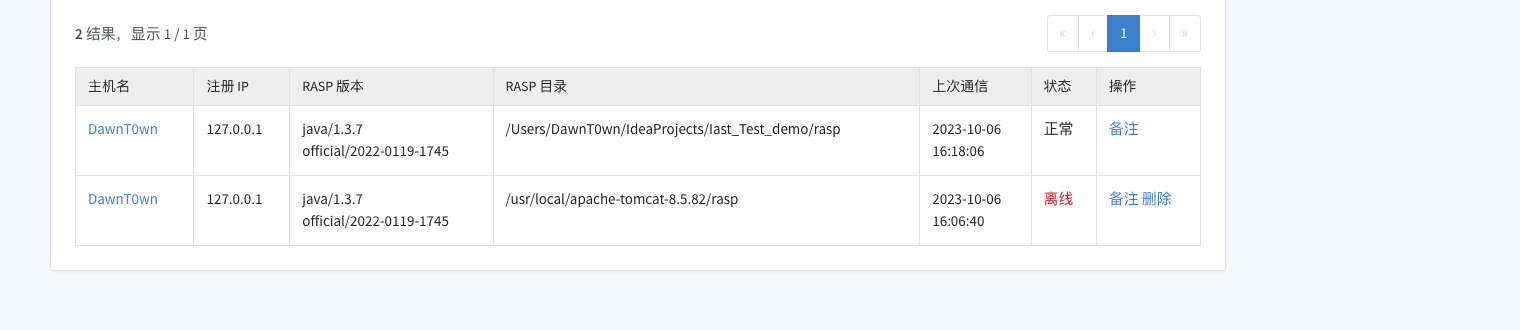 2 结果，显示 1 / 1 页
« ‹ 1 › »
主机名 注册 IP RASP 版本 RASP 目录 上次通信 状态 操作
DawnT0wn 127.0.0.1 java/1.3.7 /Users/DawnT0wn/IdeaProjects/Iast_Test_demo/rasp 2023-10-06 正常 备注
official/2022-0119-1745 16:18:06
DawnT0wn 127.0.0.1 java/1.3.7 /usr/local/apache-tomcat-8.5.82/rasp 2023-10-06 离线 备注 删除
official/2022-0119-1745 16:06:40